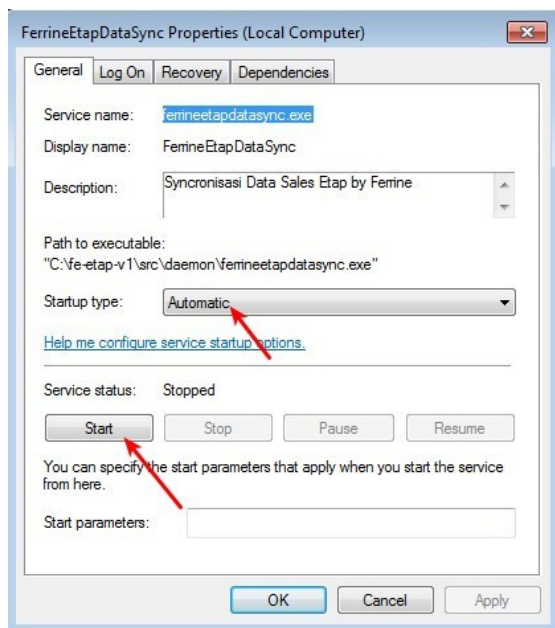 FerrineEtapDataSync Properties (Local Computer)
General Log On Recovery Dependencies
Service name: ferrineetapdatasync.exe
Display name: FerrineEtapDataSync
Description: Syncronisasi Data Sales Etap by Ferrine
Path to executable:
"C:\fe-etap-v1\src\daemon\ferrineetapdatasync.exe"
Startup type: Automatic
Help me configure service startup options.
Service status: Stopped
Start Stop Pause Resume
You can specify the start parameters that apply when you start the service
from here.
Start parameters:
OK Cancel Apply